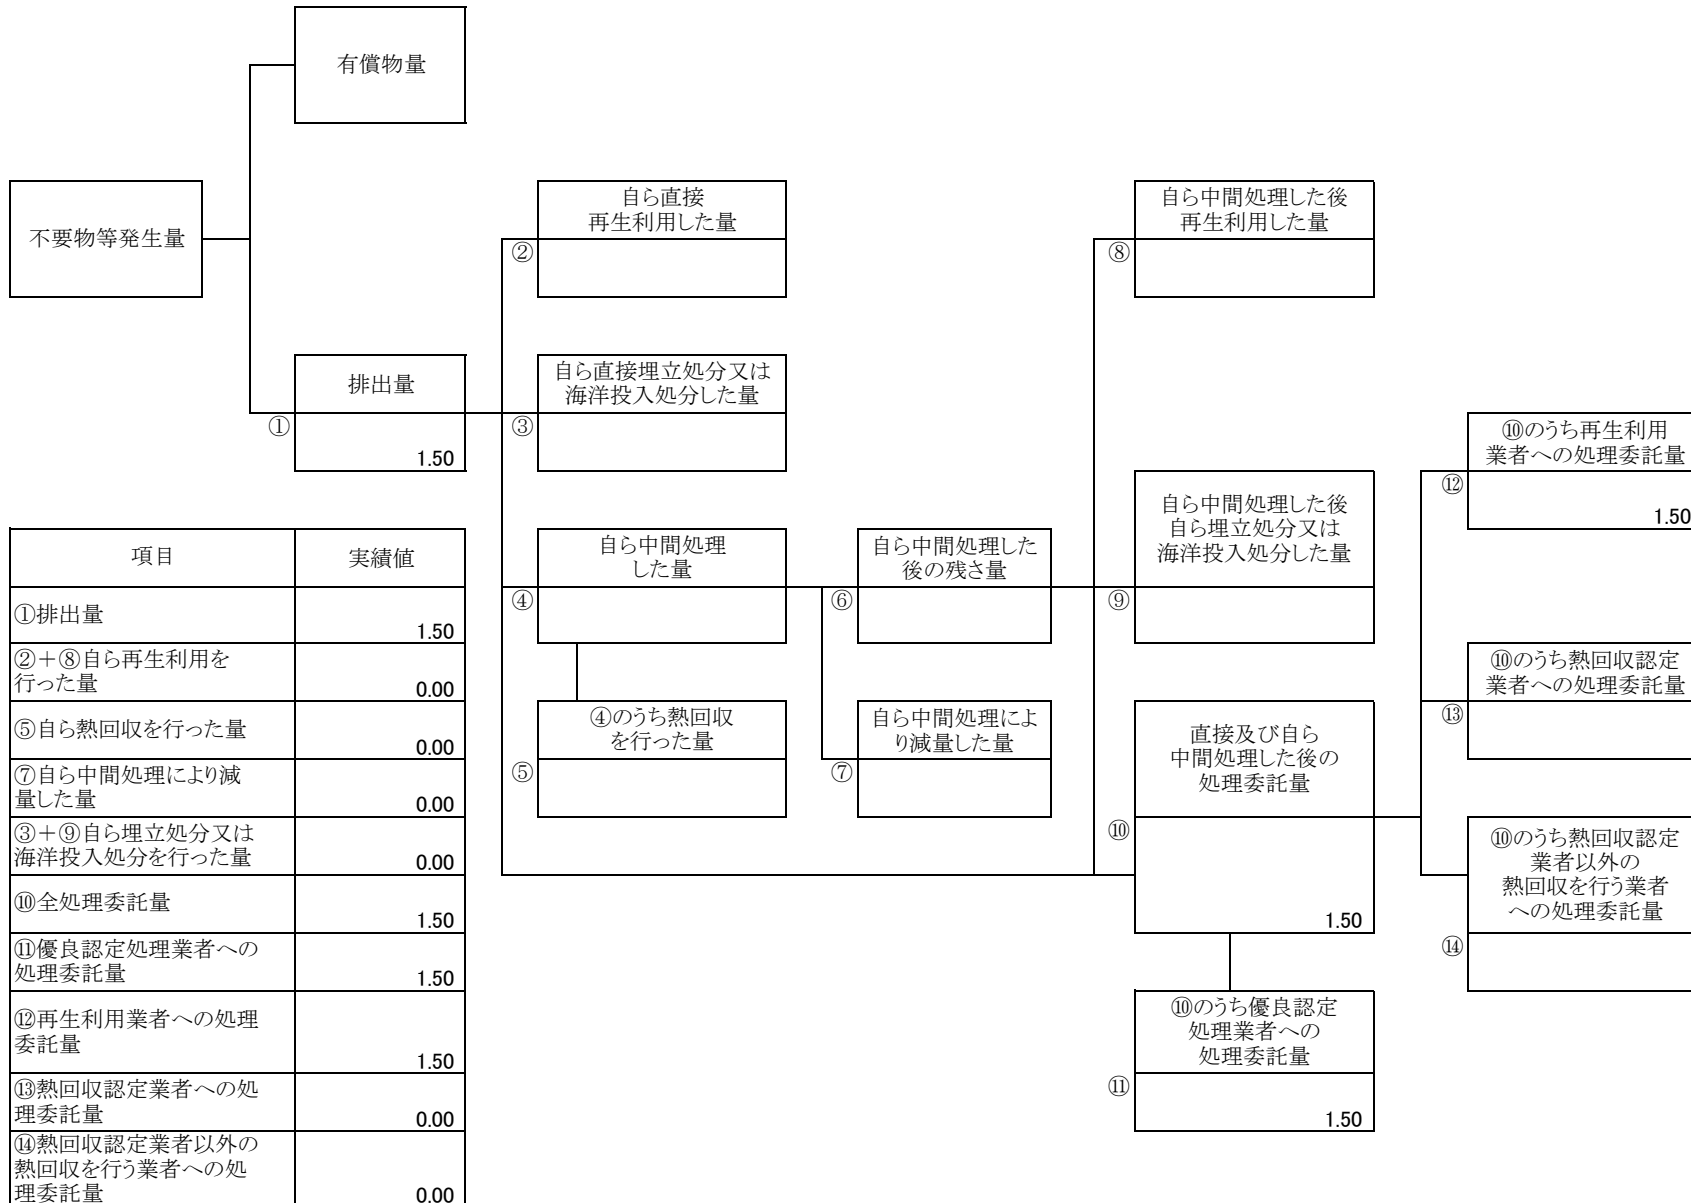 有償物量
不要物等発生量
自ら直接
再生利用した量
②
自ら中間処理した後
再生利用した量
⑧
排出量
①
1.50
自ら直接埋立処分又は
海洋投入処分した量
③
⑩のうち再生利用
業者への処理委託量
⑫
1.50
自ら中間処理
した量
④
自ら中間処理した
後の残さ量
⑥
自ら中間処理した後
自ら埋立処分又は
海洋投入処分した量
⑨
④のうち熱回収
を行った量
⑤
自ら中間処理によ
り減量した量
⑦
直接及び自ら
中間処理した後の
処理委託量
⑩
1.50
⑩のうち熱回収認定
業者への処理委託量
⑬
⑩のうち熱回収認定
業者以外の
熱回収を行う業者
への処理委託量
⑭
⑩のうち優良認定
処理業者への
処理委託量
⑪
1.50
項目 実績値
①排出量 1.50
②＋⑧自ら再生利用を
行った量 0.00
⑤自ら熱回収を行った量 0.00
⑦自ら中間処理により減
量した量 0.00
③＋⑨自ら埋立処分又は
海洋投入処分を行った量 0.00
⑩全処理委託量 1.50
⑪優良認定処理業者への
処理委託量 1.50
⑫再生利用業者への処理
委託量 1.50
⑬熱回収認定業者への処
理委託量 0.00
⑭熱回収認定業者以外の
熱回収を行う業者への処
理委託量 0.00